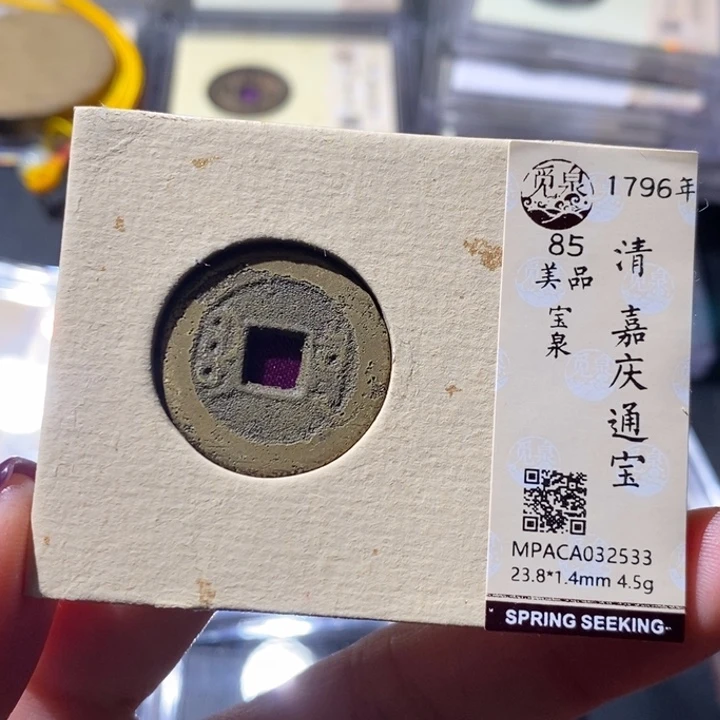 觅泉
1796年
85
美品
宝泉
清 嘉庆通宝
MPACA032533
23.8*1.4mm 4.5g
SPRING SEEKING